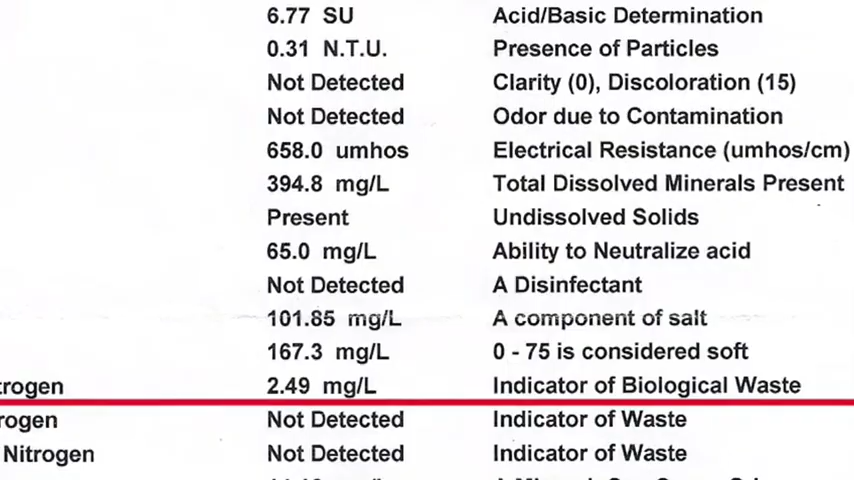 6.77 SU Acid/Basic Determination
0.31 N.T.U. Presence of Particles
Not Detected Clarity (0), Discoloration (15)
Not Detected Odor due to Contamination
658.0 umhos Electrical Resistance (umhos/cm)
394.8 mg/L Total Dissolved Minerals Present
Present Undissolved Solids
65.0 mg/L Ability to Neutralize acid
Not Detected A Disinfectant
101.85 mg/L A component of salt
167.3 mg/L 0 - 75 is considered soft
trogen 2.49 mg/L Indicator of Biological Waste
rogen Not Detected Indicator of Waste
Nitrogen Not Detected Indicator of Waste